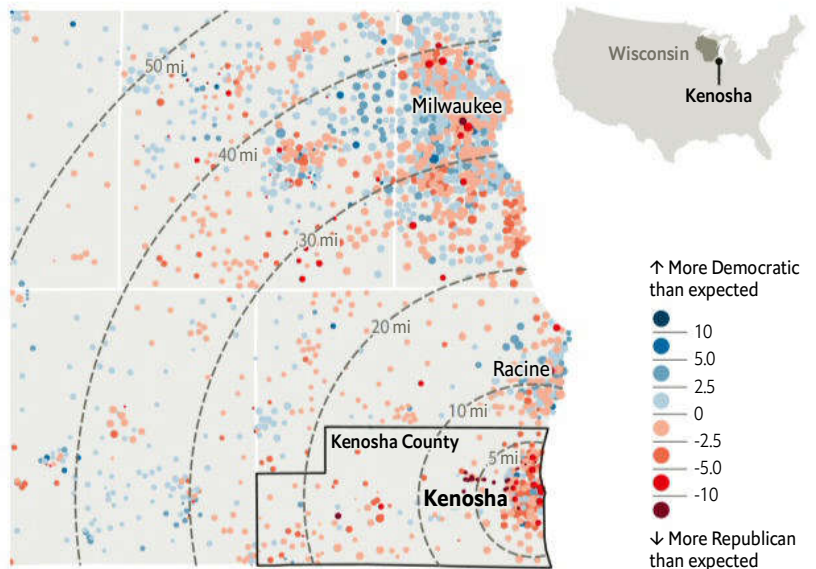 50 mi
Milwaukee
40 mi
30 mi
20 mi
Racine
10 mi
Kenosha County
5 mi
Kenosha
Wisconsin
Kenosha
↑ More Democratic
than expected
10
5.0
2.5
0
-2.5
-5.0
-10
↓ More Republican
than expected